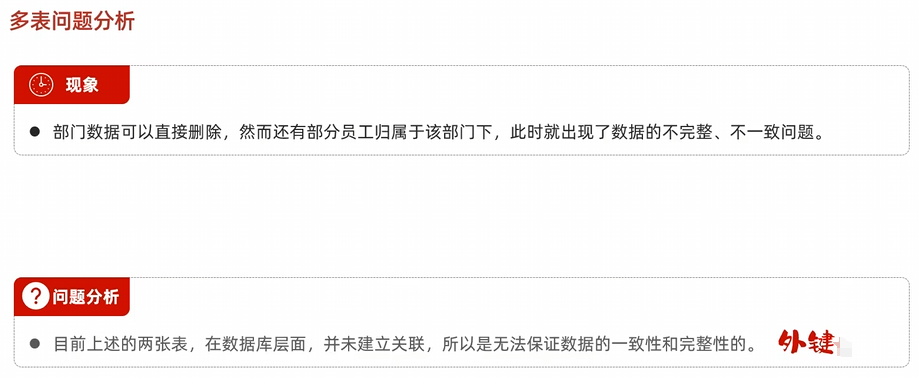 多表问题分析
现象
● 部门数据可以直接删除，然而还有部分员工归属于该部门下，此时就出现了数据的不完整、不一致问题。
问题分析
● 目前上述的两张表，在数据库层面，并未建立关联，所以是无法保证数据的一致性和完整性的。 外键